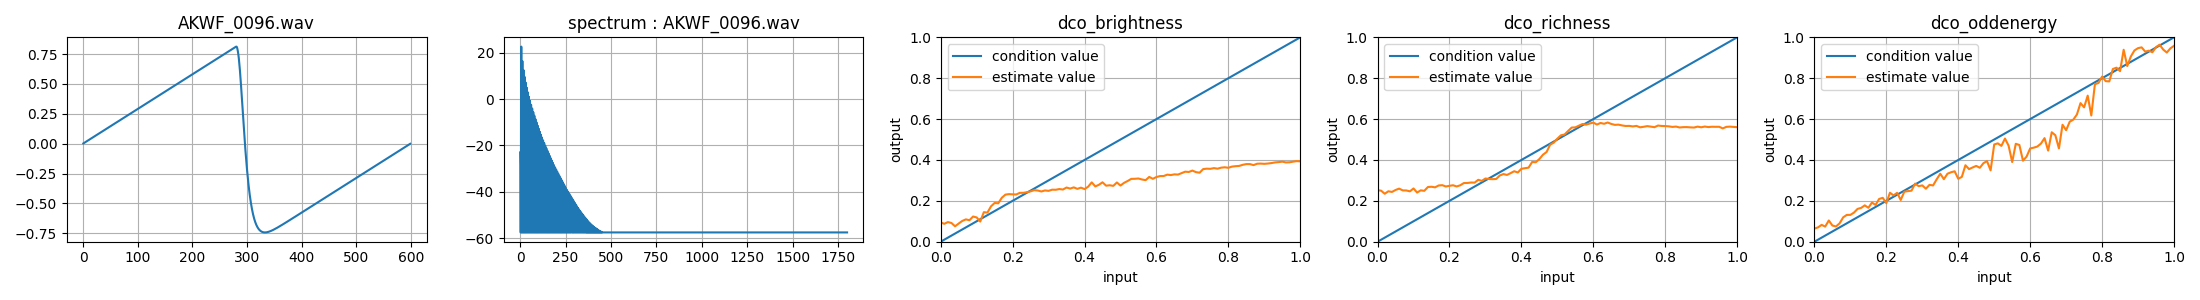 AKWF_0096.wav
0.75
0.50
0.25
0.00
−0.25
−0.50
−0.75
0 100 200 300 400 500 600
spectrum : AKWF_0096.wav
20
0
−20
−40
−60
0 250 500 750 1000 1250 1500 1750
dco_brightness
condition value
estimate value
output
1.0
0.8
0.6
0.4
0.2
0.0
0.0 0.2 0.4 0.6 0.8 1.0
input
dco_richness
condition value
estimate value
output
1.0
0.8
0.6
0.4
0.2
0.0
0.0 0.2 0.4 0.6 0.8 1.0
input
dco_oddenergy
condition value
estimate value
output
1.0
0.8
0.6
0.4
0.2
0.0
0.0 0.2 0.4 0.6 0.8 1.0
input